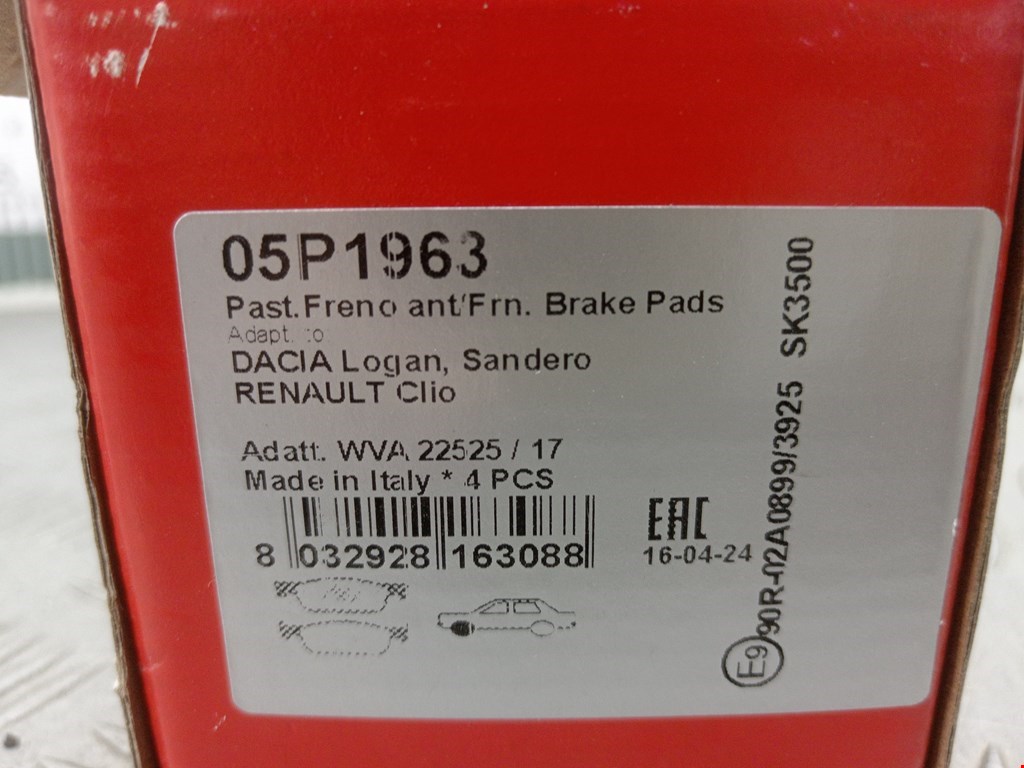 05P1963
Past.Freno ant/Frn. Brake Pads
Adapt. to
DACIA Logan, Sandero
RENAULT Clio
Adatt. WVA 22525 / 17
Made in Italy * 4 PCS
8 032928 163088
EAC
16-04-24
E9 90R-02A0899/3925 SK3500